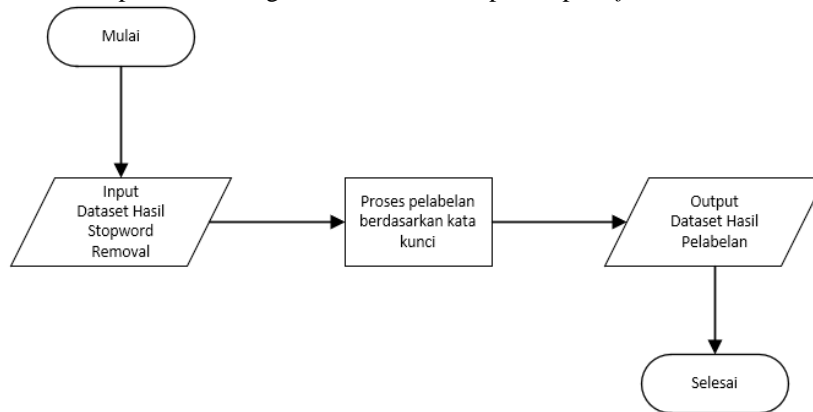 Mulai
Input
Dataset Hasil
Stopword
Removal
Proses pelabelan
berdasarkan kata
kunci
Output
Dataset Hasil
Pelabelan
Selesai